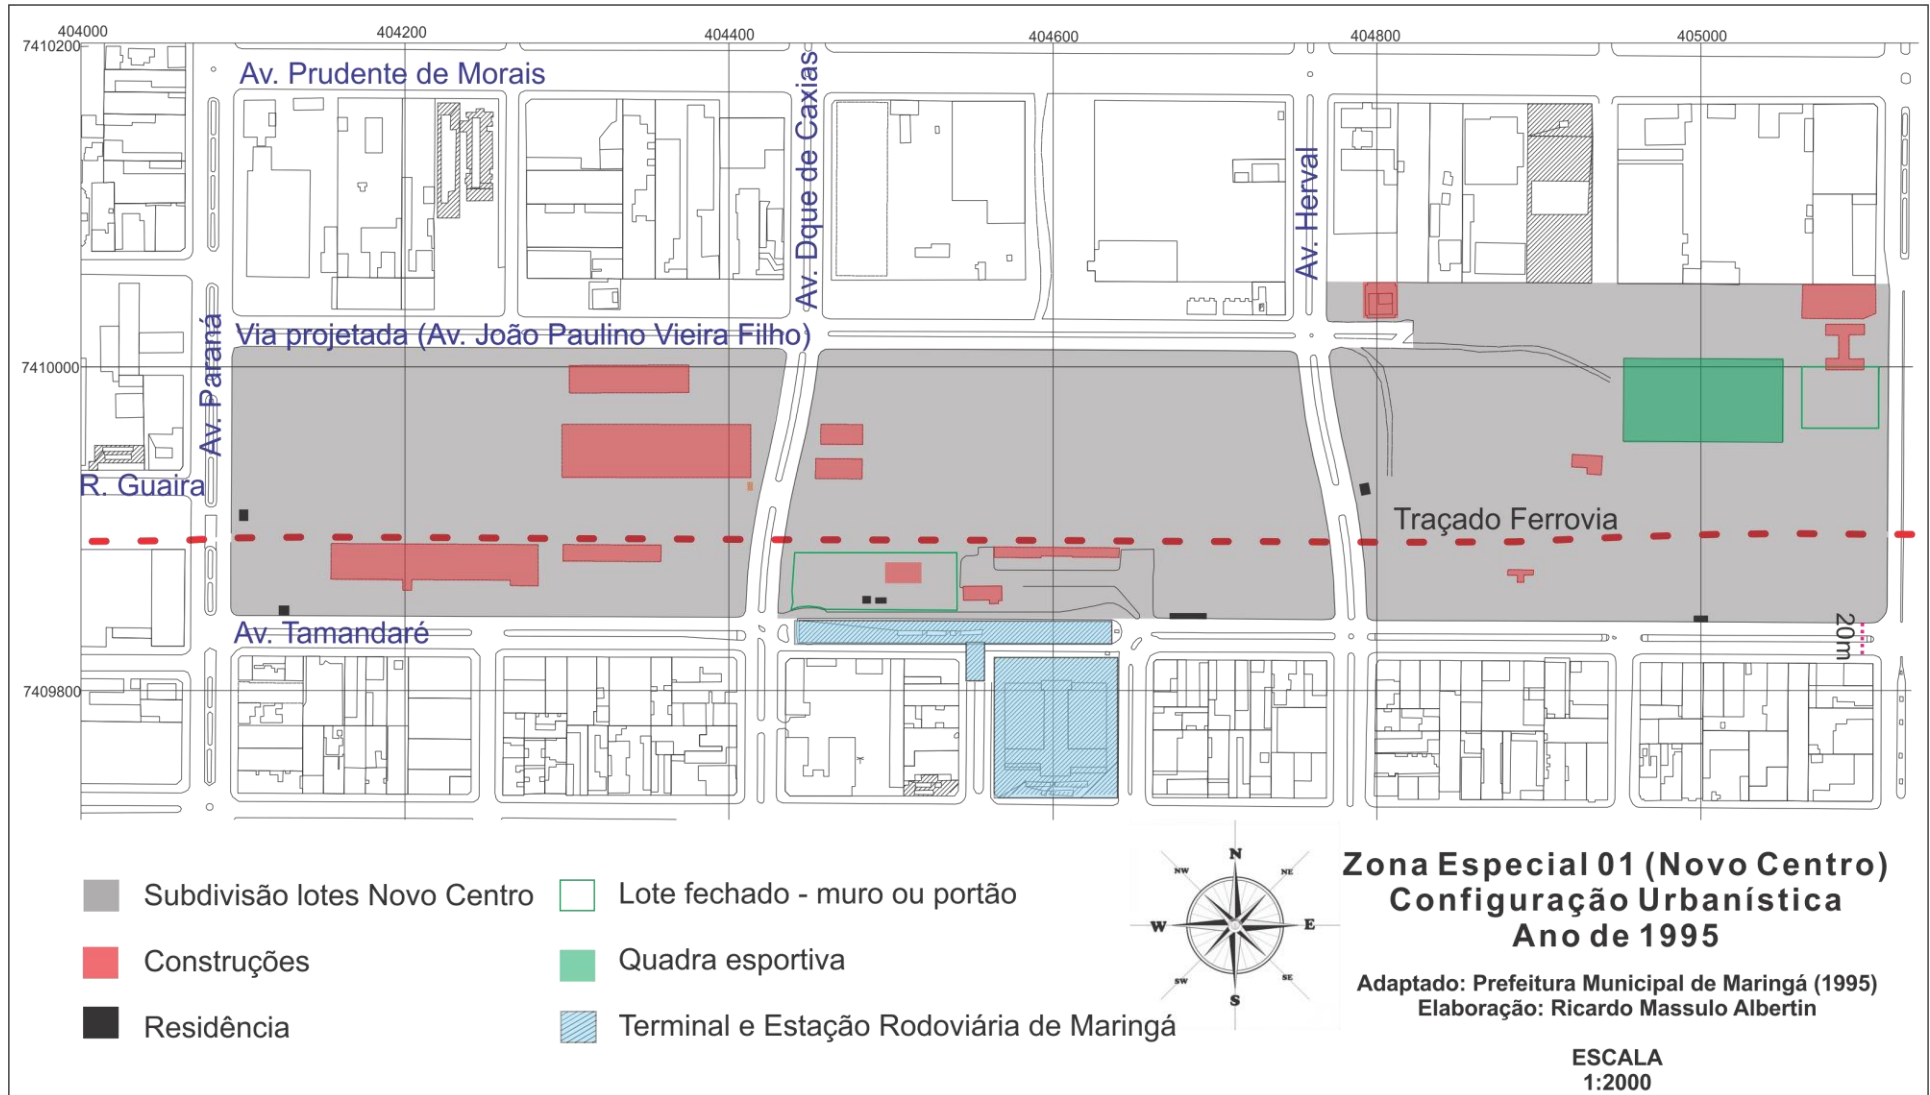 404000 404200 404400 404600 404800 405000
7410200
Av. Prudente de Morais
Av. Dque de Caxias
Av. Herval
Av. Paraná
Via projetada (Av. João Paulino Vieira Filho)
7410000
R. Guaira
Traçado Ferrovia
Av. Tamandaré
20m
7409800
Subdivisão lotes Novo Centro
Construções
Residência
Lote fechado - muro ou portão
Quadra esportiva
Terminal e Estação Rodoviária de Maringá
N
NW NE
W E
SW SE
S
Zona Especial 01 (Novo Centro)
Configuração Urbanística
Ano de 1995
Adaptado: Prefeitura Municipal de Maringá (1995)
Elaboração: Ricardo Massulo Albertin
ESCALA
1:2000